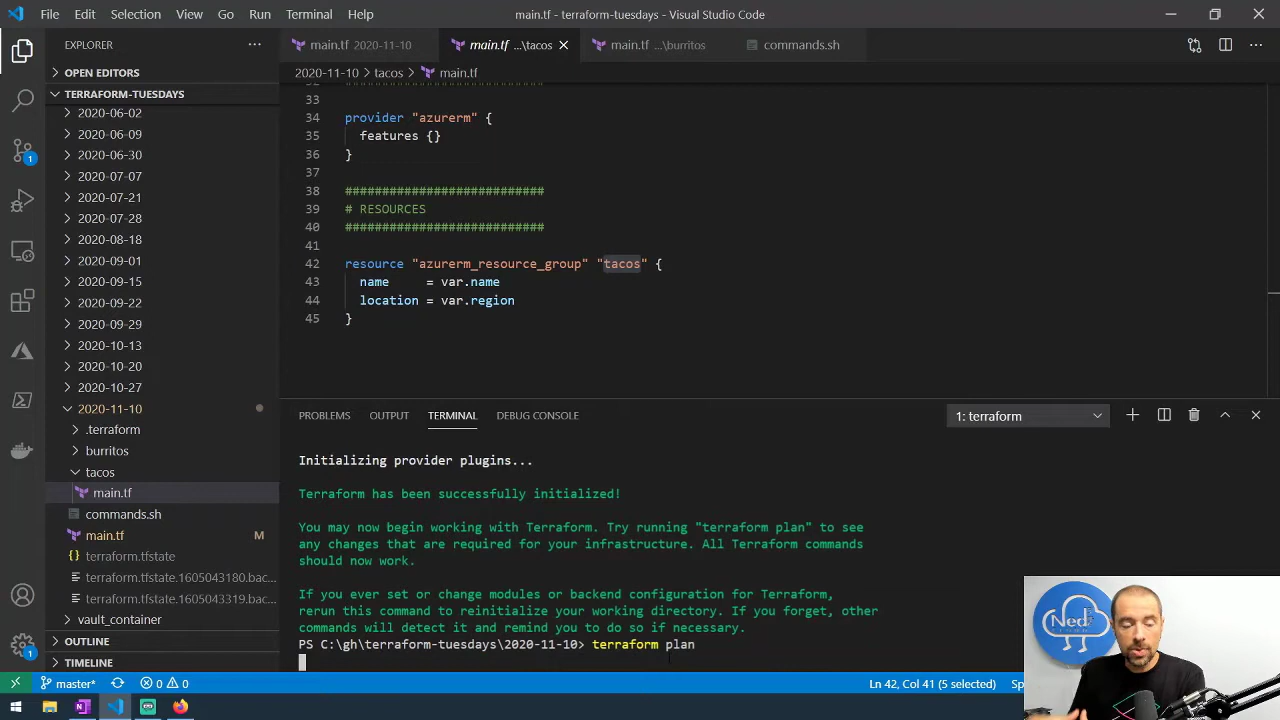 File Edit Selection View Go Run Terminal Help
main.tf - terraform-tuesdays - Visual Studio Code
EXPLORER
main.tf 2020-11-10
main.tf ...\tacos
main.tf ...\burritos
commands.sh
2020-11-10 > tacos > main.tf
OPEN EDITORS
TERRAFORM-TUESDAYS
2020-06-02
2020-06-09
2020-06-30
2020-07-07
2020-07-21
2020-07-28
2020-08-18
2020-09-01
2020-09-15
2020-09-22
2020-09-29
2020-10-13
2020-10-20
2020-10-27
2020-11-10
.terraform
burritos
tacos
main.tf
commands.sh
main.tf M
terraform.tfstate
terraform.tfstate.1605043180.bac...
terraform.tfstate.1605043319.bac...
vault_container
OUTLINE
TIMELINE
1
1
33
34 provider "azurerm" {
35 features {}
36 }
37
38 ###########################
39 # RESOURCES
40 ###########################
41
42 resource "azurerm_resource_group" "tacos" {
43 name = var.name
44 location = var.region
45 }
PROBLEMS OUTPUT TERMINAL DEBUG CONSOLE
1: terraform
Initializing provider plugins...
Terraform has been successfully initialized!
You may now begin working with Terraform. Try running "terraform plan" to see
any changes that are required for your infrastructure. All Terraform commands
should now work.
If you ever set or change modules or backend configuration for Terraform,
rerun this command to reinitialize your working directory. If you forget, other
commands will detect it and remind you to do so if necessary.
PS C:\gh\terraform-tuesdays\2020-11-10> terraform plan
master* 0 0
Ln 42, Col 41 (5 selected)
Ned